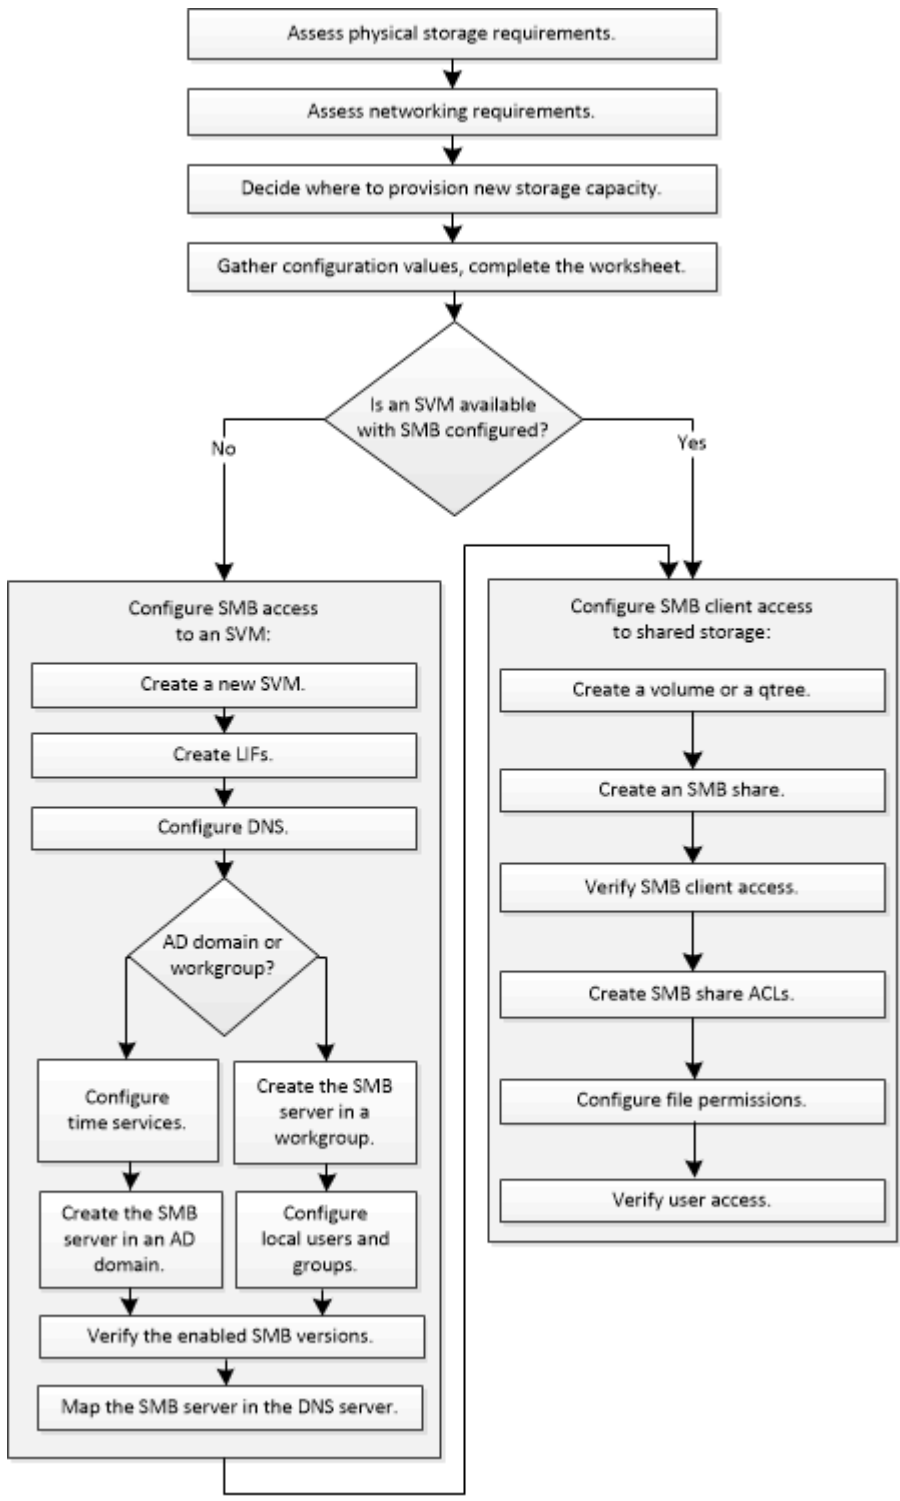 Assess physical storage requirements.
Assess networking requirements.
Decide where to provision new storage capacity.
Gather configuration values, complete the worksheet.
Is an SVM available
with SMB configured?
No
Yes
Configure SMB access
to an SVM:
Create a new SVM.
Create LIFs.
Configure DNS.
AD domain or
workgroup?
Configure
time services.
Create the SMB
server in a
workgroup.
Create the SMB
server in an AD
domain.
Configure
local users and
groups.
Verify the enabled SMB versions.
Map the SMB server in the DNS server.
Configure SMB client access
to shared storage:
Create a volume or a qtree.
Create an SMB share.
Verify SMB client access.
Create SMB share ACLs.
Configure file permissions.
Verify user access.